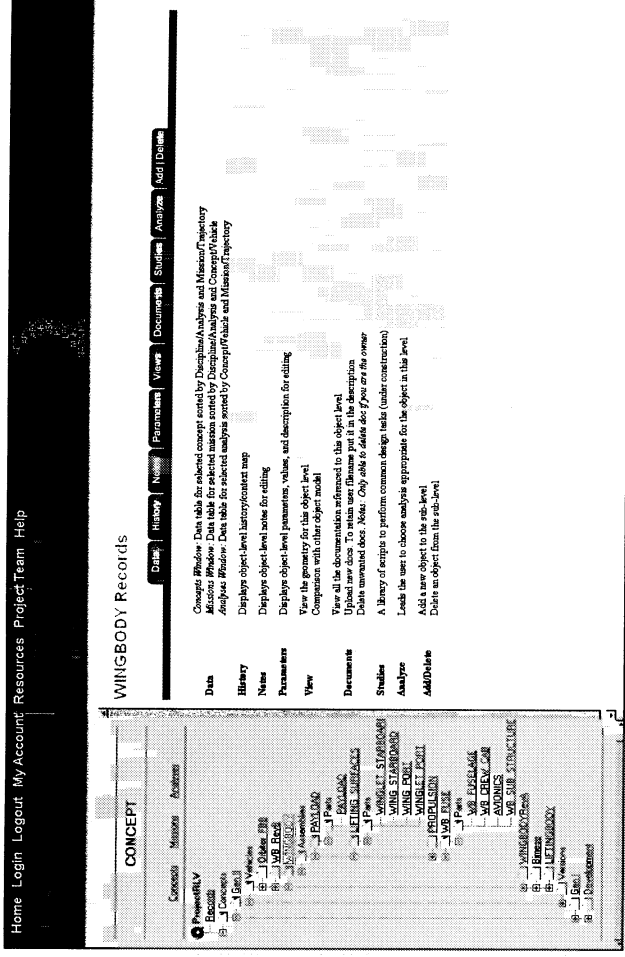 Home Login Logout My Account Resources Project Team Help
CONCEPT
Concepts Missions Analyses
ProjectRLV
Records
Concepts
Gen II
Vehicles
Orbiter FBB
WB RevB
WINGBODY
Assemblies
PAYLOAD
Parts
PAYLOAD
LIFTING SURFACES
Parts
WINGLET STARBOARD
WING STARBOARD
WING PORT
WINGLET PORT
PROPULSION
WB FUSE
Parts
WB FUSELAGE
WB CREW CAB
AVIONICS
WB SUB STRUCTURE
WINGBODYRevA
Bimese
LIFTINGBODY
Versions
Gen I
Development
WINGBODY Records
Data History Notes Parameters Views Documents Studies Analyze Add | Delete
Data
Concepts Window: Data table for selected concept sorted by Discipline/Analysis and Mission/Trajectory
Missions Window: Data table for selected mission sorted by Discipline/Analysis and Concept/Vehicle
Analyses Window: Data table for selected analysis sorted by Concept/Vehicle and Mission/Trajectory
History Displays object-level history/context map
Notes Displays object-level notes for editing
Parameters Displays object-level parameters, values, and description for editing
View
View the geometry for this object level
Comparison with other object model
Documents
View all the documentation referenced to this object level
Upload new docs. To retain user filename put it in the description
Delete unwanted docs. Notes: Only able to delete doc if you are the owner
Studies A library of scripts to perform common design tasks (under construction)
Analyze Leads the user to choose analysis appropriate for the object in this level
Add/Delete
Add a new object to the sub-level
Delete an object from the sub-level